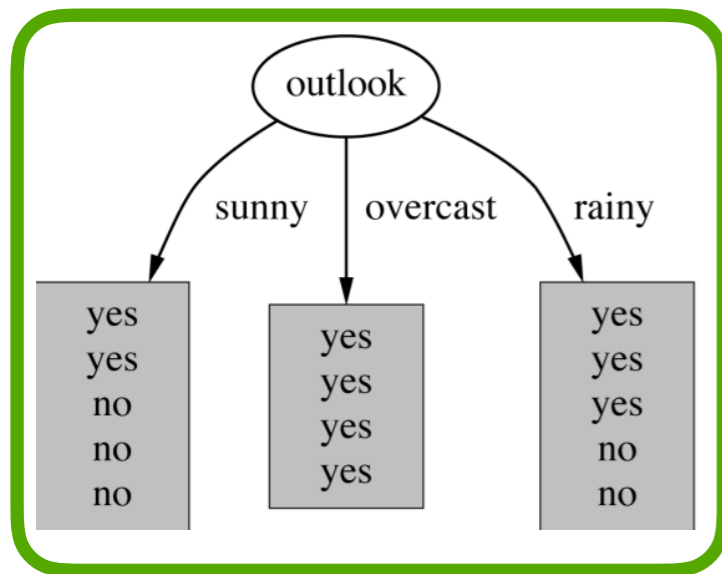 outlook
sunny overcast rainy
yes
yes
no
no
no
yes
yes
yes
yes
yes
yes
yes
no
no